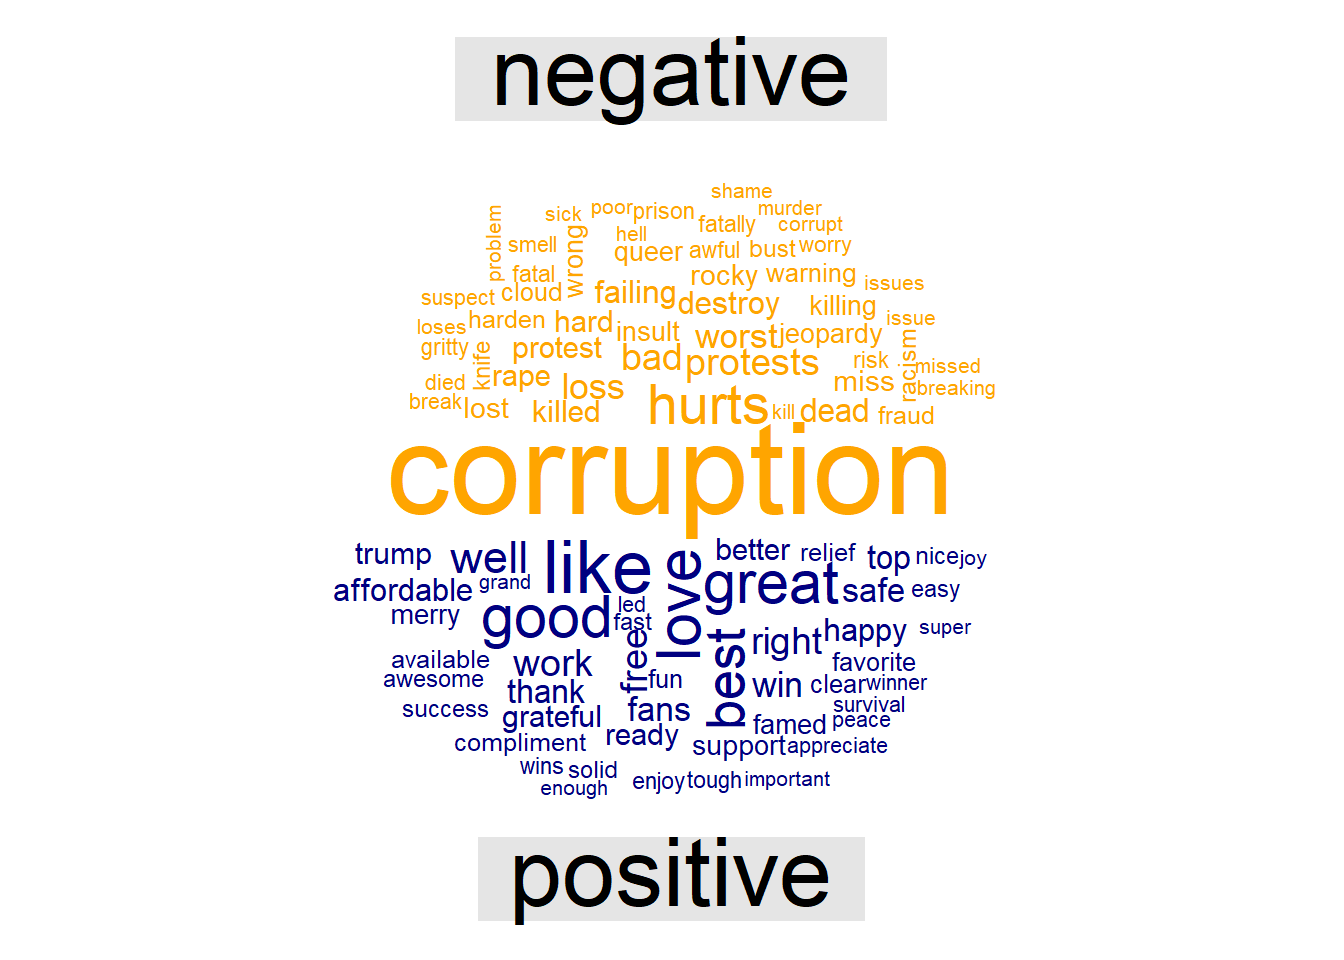 negative
shame
sick poor prison murder
problem fatally corrupt
smell wrong hell queer awful bust worry
fatal rocky warning issues
suspect cloud failing destroy killing
loses harden hard insult worst jeopardy issue
gritty knife protest bad protests risk racism missed
died rape loss miss breaking
break lost killed hurts kill dead fraud
corruption
trump well like love better relief top nice joy
affordable grand great safe easy
merry good led fast
free best right happy super
available work favorite
awesome thank fun win clear winner
success grateful fans famed survival peace
compliment ready support appreciate
wins solid
enough enjoy tough important
positive